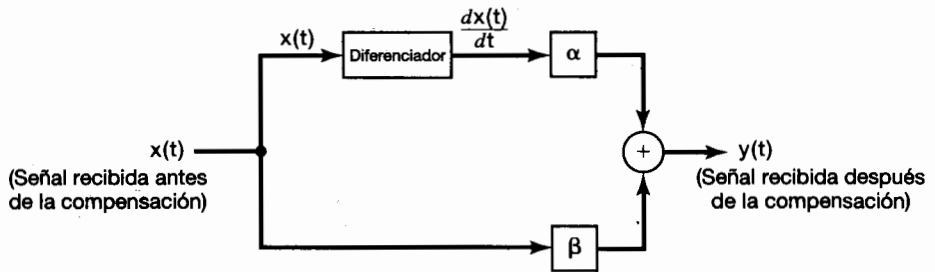 x(t)
Diferenciador
dx(t)
dt
α
x(t)
(Señal recibida antes
de la compensación)
+
y(t)
(Señal recibida después
de la compensación)
β